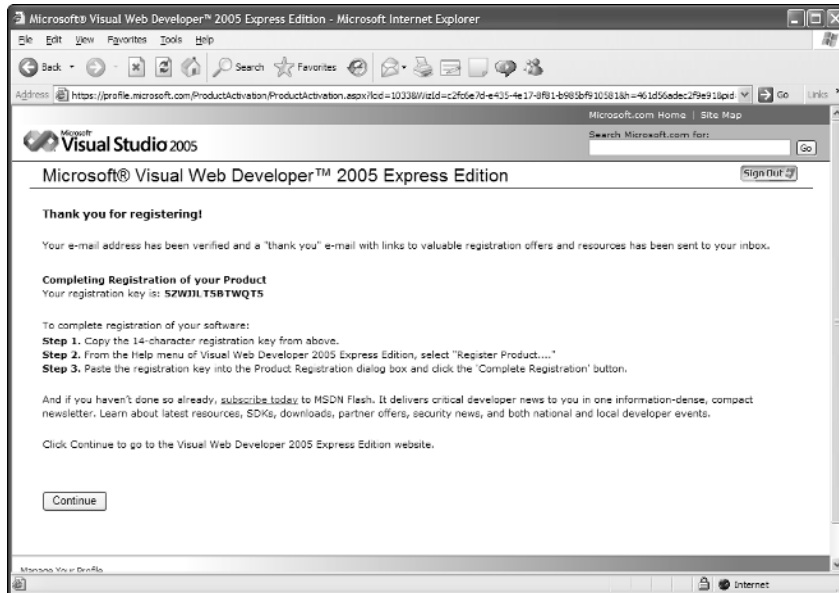 Microsoft® Visual Web Developer™ 2005 Express Edition - Microsoft Internet Explorer
File Edit View Favorites Tools Help
Back Search Favorites
Address https://profile.microsoft.com/ProductActivation/ProductActivation.aspx?lcid=1033&WizId=c2fc6e7d-e435-4e17-8f81-b985bf910581&h=461d56adec2f9e91&pid- Go Links »
Microsoft.com Home | Site Map
Search Microsoft.com for:
Go
Microsoft
Visual Studio 2005
Microsoft® Visual Web Developer™ 2005 Express Edition
Sign Out
Thank you for registering!
Your e-mail address has been verified and a "thank you" e-mail with links to valuable registration offers and resources has been sent to your inbox.
Completing Registration of your Product
Your registration key is: SZWJJLT5BTWQT5
To complete registration of your software:
Step 1. Copy the 14-character registration key from above.
Step 2. From the Help menu of Visual Web Developer 2005 Express Edition, select "Register Product...."
Step 3. Paste the registration key into the Product Registration dialog box and click the 'Complete Registration' button.
And if you haven't done so already, subscribe today to MSDN Flash. It delivers critical developer news to you in one information-dense, compact
newsletter. Learn about latest resources, SDKs, downloads, partner offers, security news, and both national and local developer events.
Click Continue to go to the Visual Web Developer 2005 Express Edition website.
Continue
Manage Your Profile
Internet